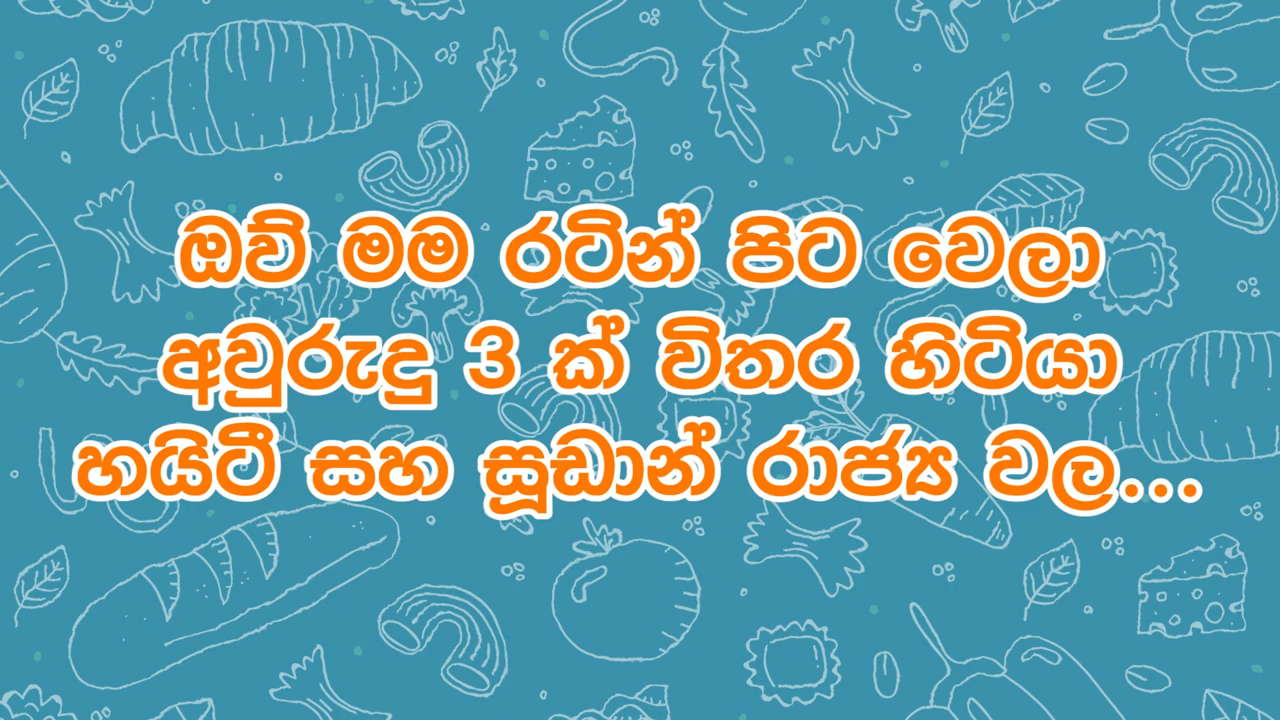 ඔව් මම රටින් පිට වෙලා
අවුරුදු 3 ක් විතර හිටියා
හයිටී සහ සූඩාන් රාජ්‍ය වල...